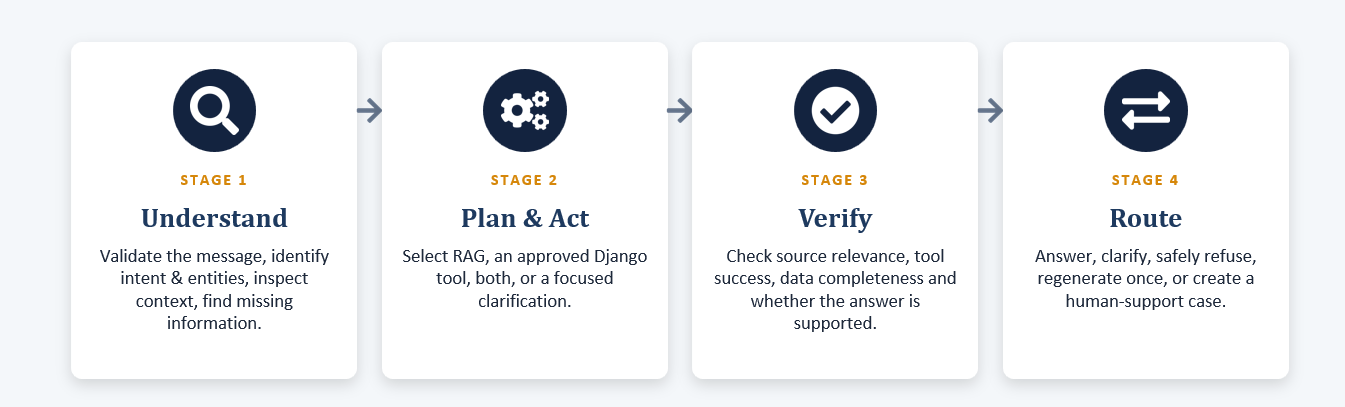 STAGE 1
Understand
Validate the message, identify
intent & entities, inspect
context, find missing
information.
STAGE 2
Plan & Act
Select RAG, an approved Django
tool, both, or a focused
clarification.
STAGE 3
Verify
Check source relevance, tool
success, data completeness and
whether the answer is
supported.
STAGE 4
Route
Answer, clarify, safely refuse,
regenerate once, or create a
human-support case.